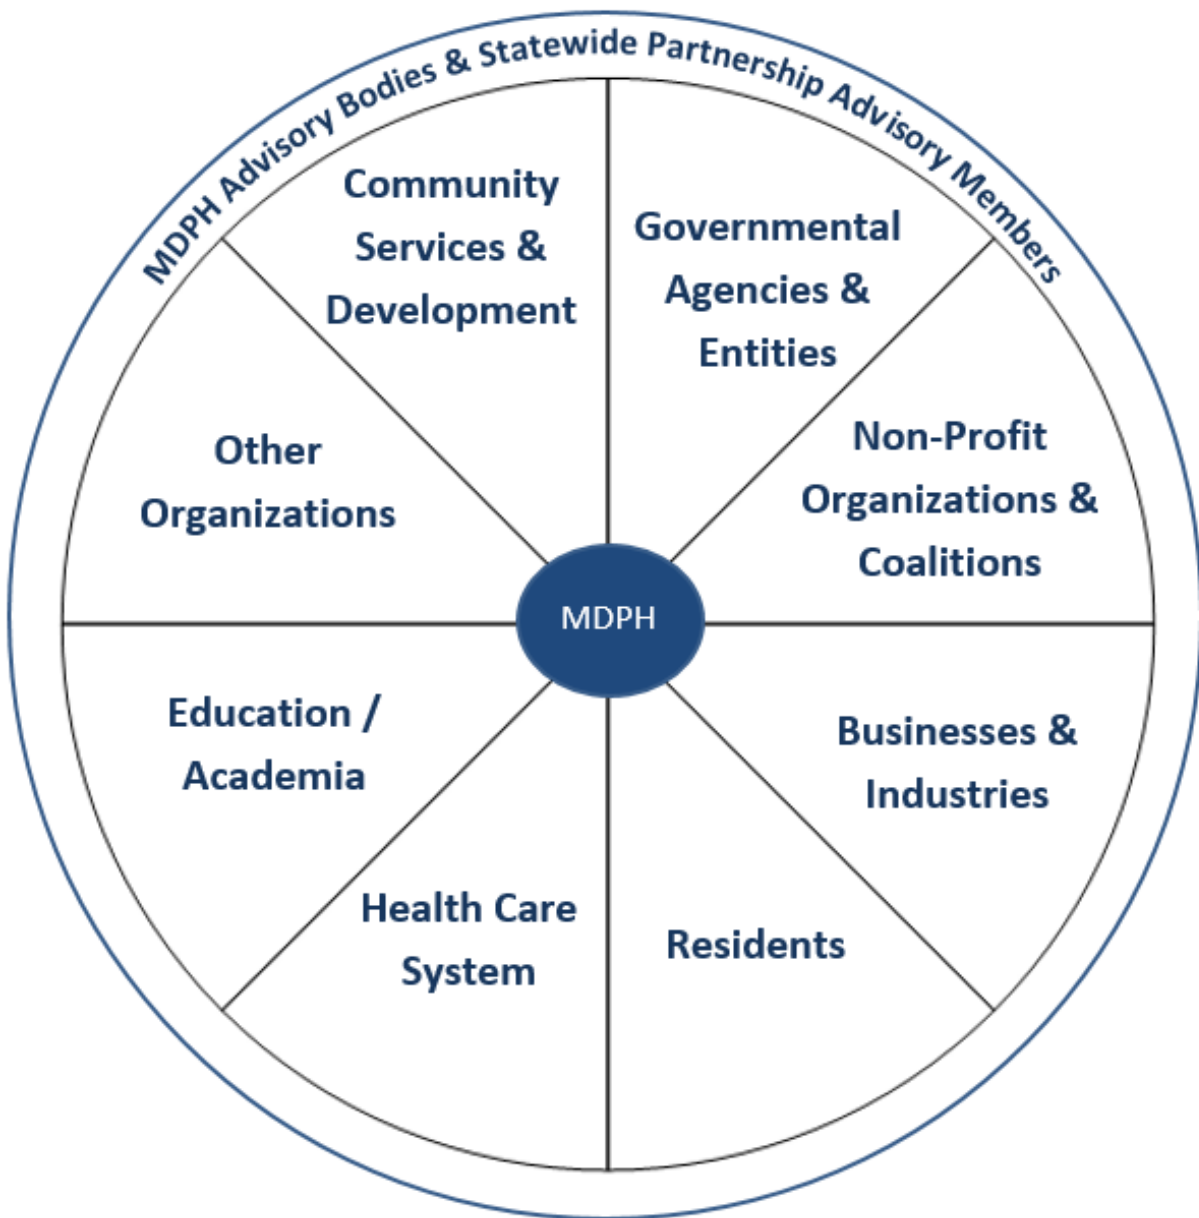 MDPH Advisory Bodies & Statewide Partnership Advisory Members
Community
Services &
Development
Governmental
Agencies &
Entities
Non-Profit
Organizations &
Coalitions
Businesses &
Industries
Residents
Health Care
System
Education /
Academia
Other
Organizations
MDPH